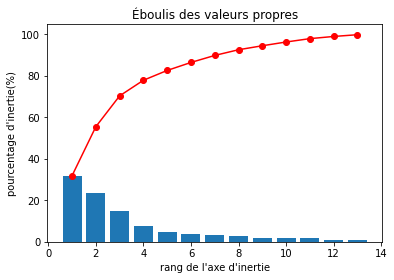 Éboulis des valeurs propres
pourcentage d'inertie(%)
100
80
60
40
20
0
0 2 4 6 8 10 12 14
rang de l'axe d'inertie